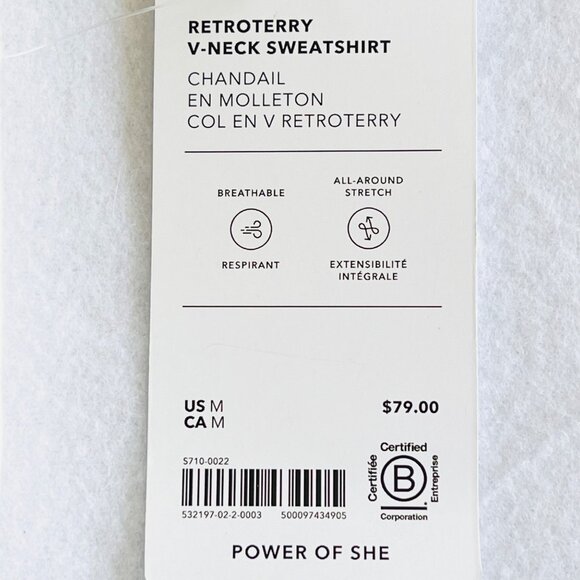 RETROTERRY
V-NECK SWEATSHIRT
CHANDAIL
EN MOLLETON
COL EN V RETROTERRY
BREATHABLE
RESPIRANT
ALL-AROUND
STRETCH
EXTENSIBILITÉ
INTÉGRALE
US M
CA M
$79.00
S710-0022
532197-02-2-0003 500097434905
Certified
Certifiée
B
Entreprise
Corporation
POWER OF SHE